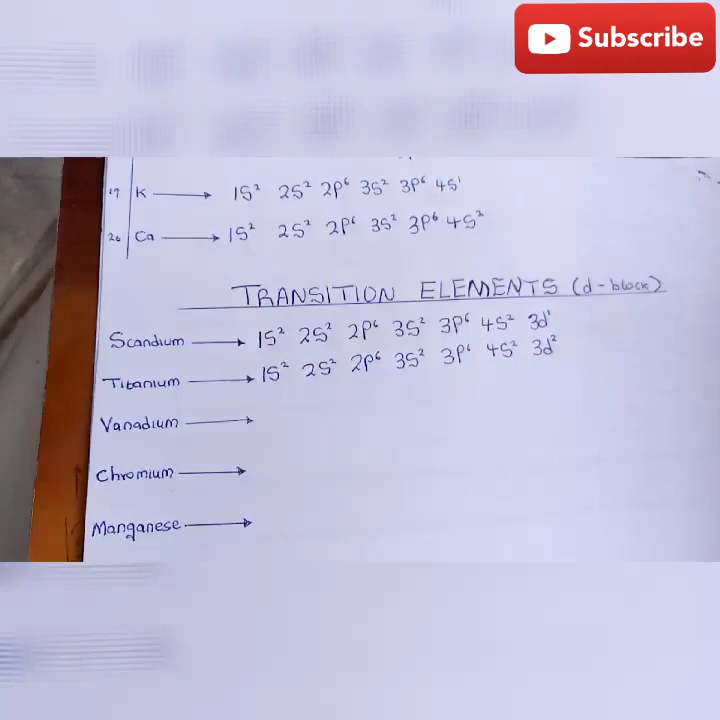 Subscribe
19 K → 1S² 2S² 2P⁶ 3S² 3P⁶ 4S¹
20 Ca → 1S² 2S² 2P⁶ 3S² 3P⁶ 4S²
TRANSITION ELEMENTS (d-block)
Scandium → 1S² 2S² 2P⁶ 3S² 3P⁶ 4S² 3d¹
Titanium → 1S² 2S² 2P⁶ 3S² 3P⁶ 4S² 3d²
Vanadium →
Chromium →
Manganese →